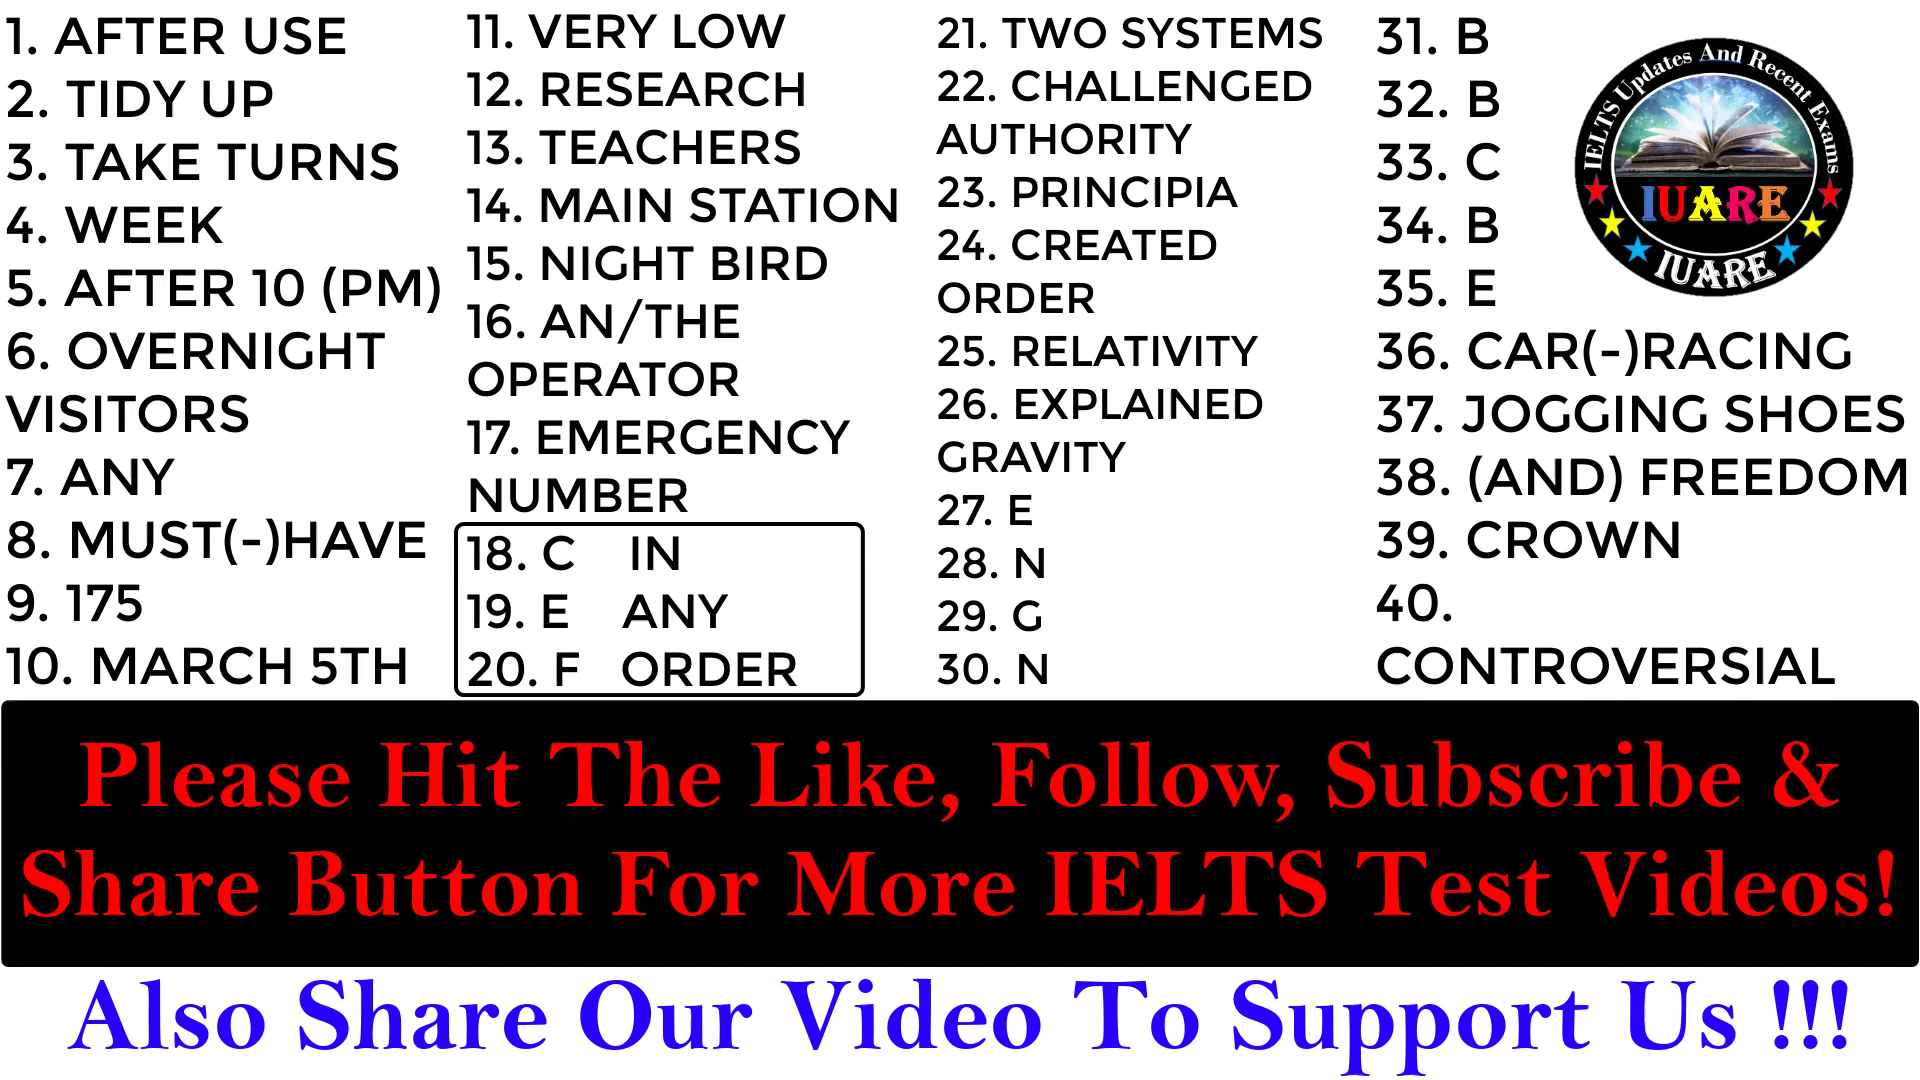 1. AFTER USE
2. TIDY UP
3. TAKE TURNS
4. WEEK
5. AFTER 10 (PM)
6. OVERNIGHT
VISITORS
7. ANY
8. MUST(-)HAVE
9. 175
10. MARCH 5TH
11. VERY LOW
12. RESEARCH
13. TEACHERS
14. MAIN STATION
15. NIGHT BIRD
16. AN/THE
OPERATOR
17. EMERGENCY
NUMBER
18. C IN
19. E ANY
20. F ORDER
21. TWO SYSTEMS
22. CHALLENGED
AUTHORITY
23. PRINCIPIA
24. CREATED
ORDER
25. RELATIVITY
26. EXPLAINED
GRAVITY
27. E
28. N
29. G
30. N
31. B
32. B
33. C
34. B
35. E
36. CAR(-)RACING
37. JOGGING SHOES
38. (AND) FREEDOM
39. CROWN
40.
CONTROVERSIAL
IELTS Updates And Recent Exams
IUARE
IUARE
Please Hit The Like, Follow, Subscribe &
Share Button For More IELTS Test Videos!
Also Share Our Video To Support Us !!!